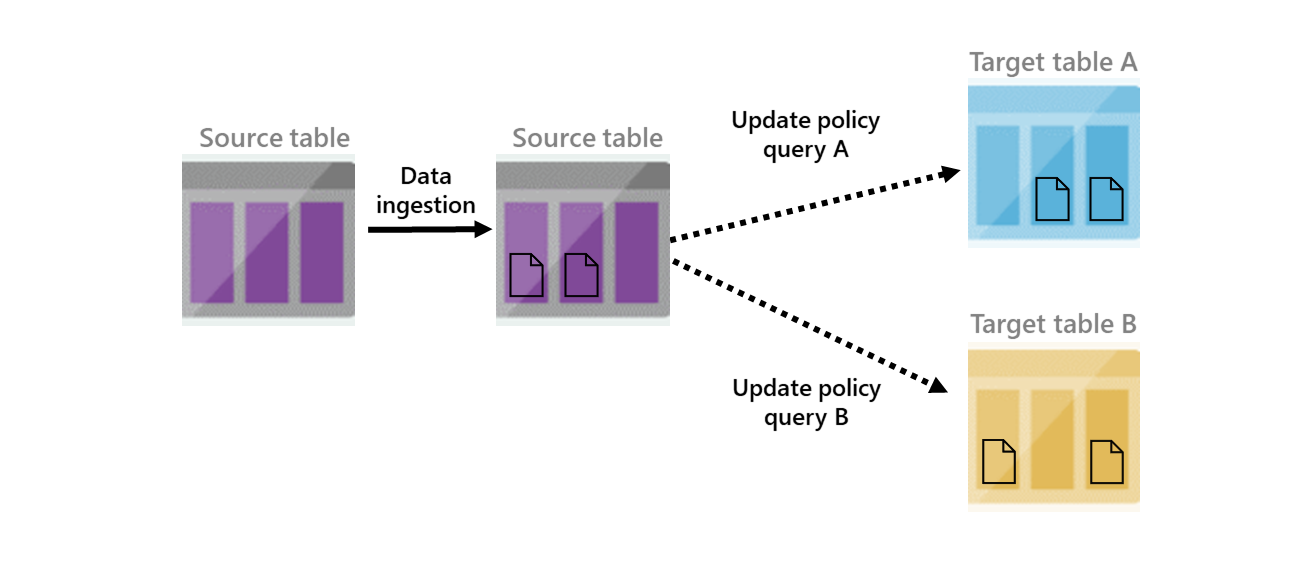 Source table
Data
ingestion
Source table
Update policy
query A
Target table A
Update policy
query B
Target table B